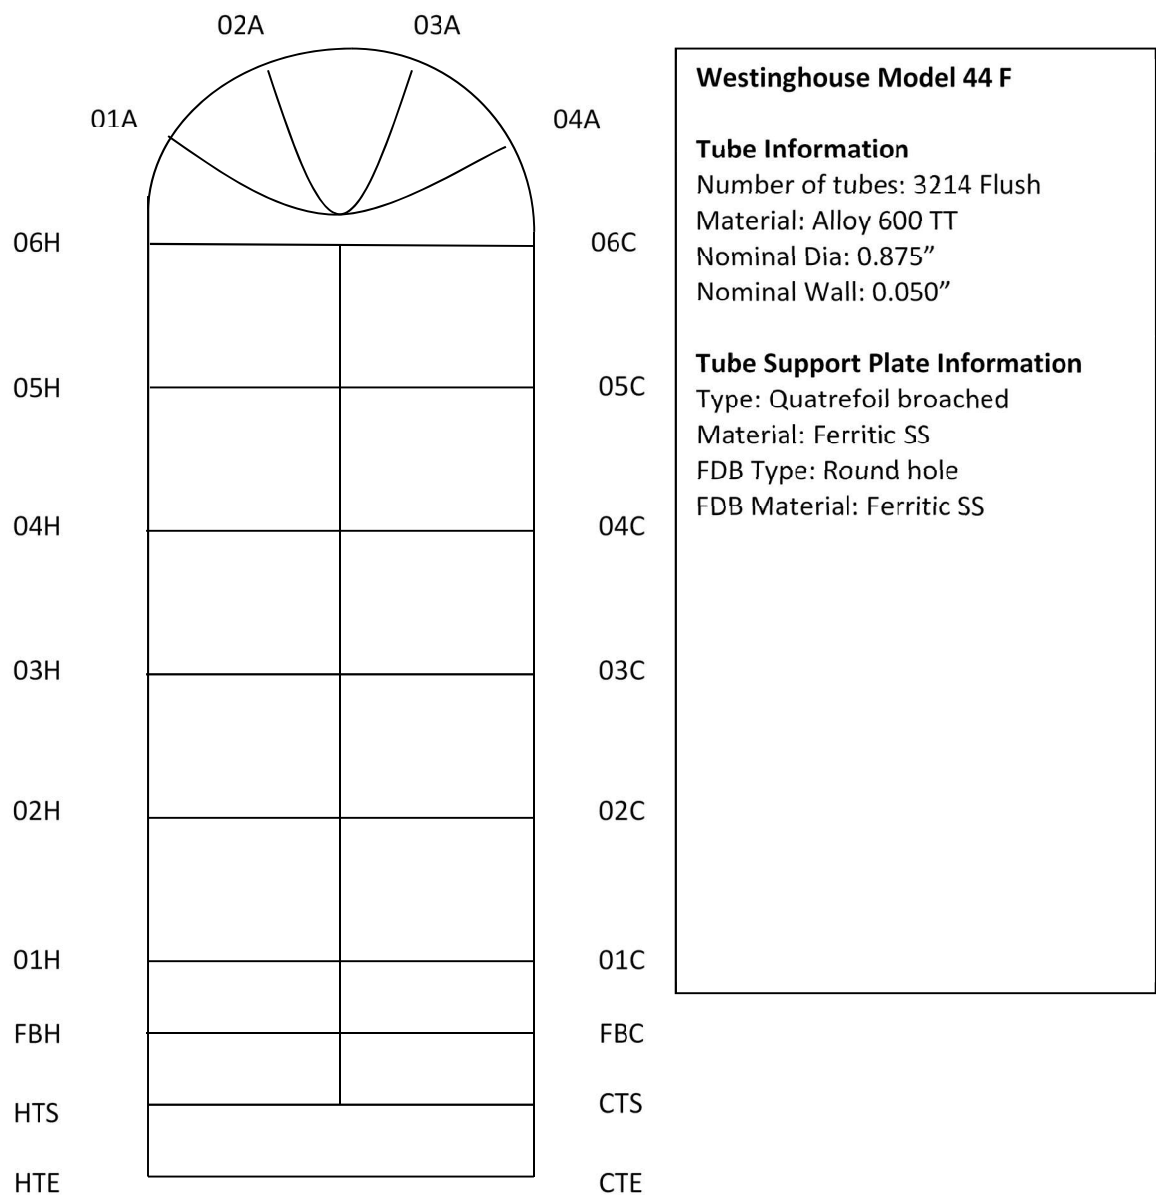 02A 03A
01A 04A
06H 06C
05H 05C
04H 04C
03H 03C
02H 02C
01H 01C
FBH FBC
HTS CTS
HTE CTE
Westinghouse Model 44 F
Tube Information
Number of tubes: 3214 Flush
Material: Alloy 600 TT
Nominal Dia: 0.875”
Nominal Wall: 0.050”
Tube Support Plate Information
Type: Quatrefoil broached
Material: Ferritic SS
FDB Type: Round hole
FDB Material: Ferritic SS